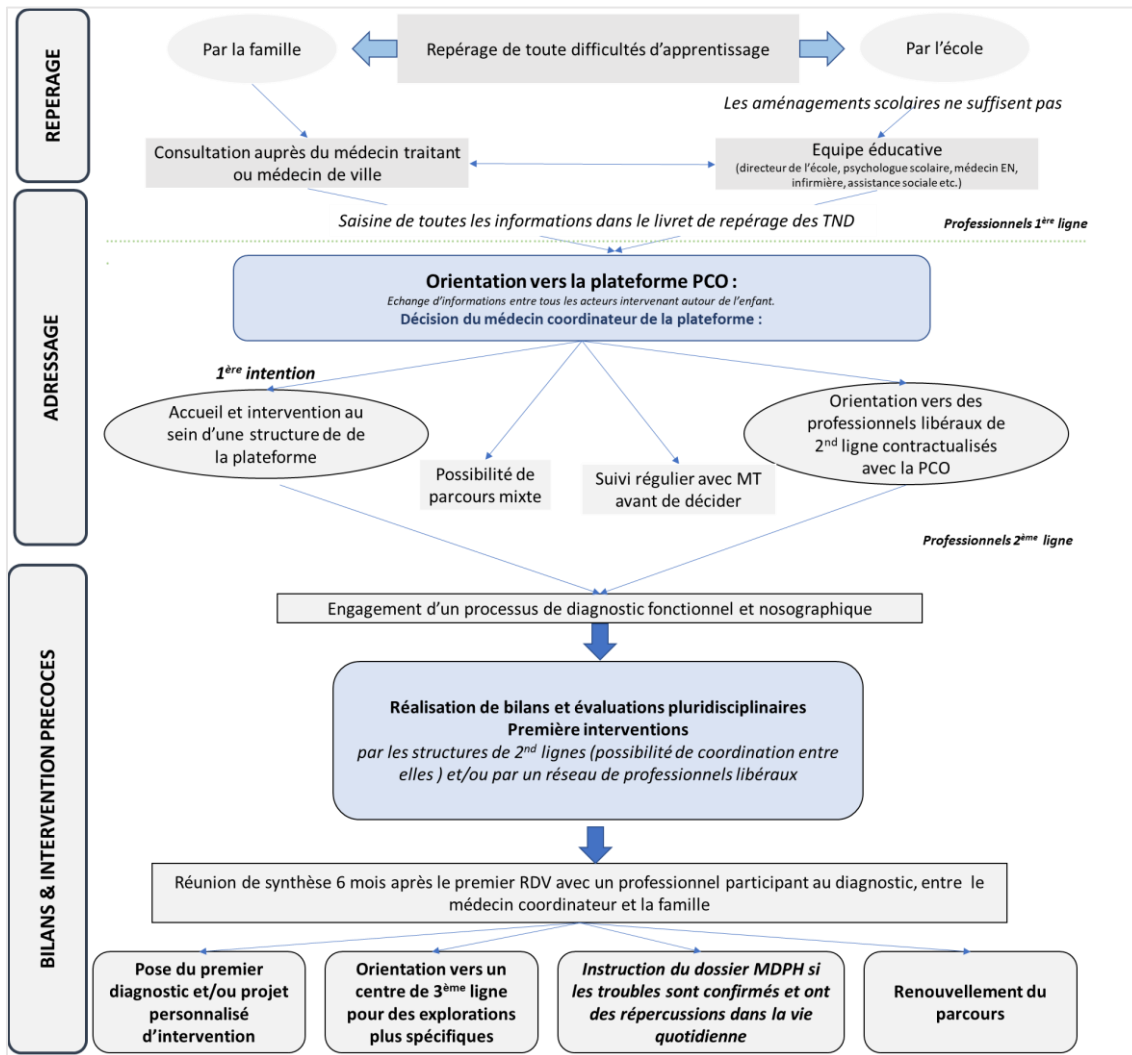 REPERAGE
Par la famille
Repérage de toute difficultés d'apprentissage
Par l'école
Les aménagements scolaires ne suffisent pas
Consultation auprès du médecin traitant
ou médecin de ville
Equipe éducative
(directeur de l'école, psychologue scolaire, médecin EN,
infirmière, assistance sociale etc.)
ADRESSAGE
Saisine de toutes les informations dans le livret de repérage des TND
Professionnels 1ère ligne
Orientation vers la plateforme PCO :
Echange d'informations entre tous les acteurs intervenant autour de l'enfant.
Décision du médecin coordinateur de la plateforme :
1ère intention
Accueil et intervention au
sein d'une structure de de
la plateforme
Possibilité de
parcours mixte
Suivi régulier avec MT
avant de décider
Orientation vers des
professionnels libéraux de
2nd ligne contractualisés
avec la PCO
Professionnels 2ème ligne
BILANS & INTERVENTION PRECOCES
Engagement d'un processus de diagnostic fonctionnel et nosographique
Réalisation de bilans et évaluations pluridisciplinaires
Première interventions
par les structures de 2nd lignes (possibilité de coordination entre
elles ) et/ou par un réseau de professionnels libéraux
Réunion de synthèse 6 mois après le premier RDV avec un professionnel participant au diagnostic, entre le
médecin coordinateur et la famille
Pose du premier
diagnostic et/ou projet
personnalisé
d'intervention
Orientation vers un
centre de 3ème ligne
pour des explorations
plus spécifiques
Instruction du dossier MDPH si
les troubles sont confirmés et ont
des répercussions dans la vie
quotidienne
Renouvellement du
parcours